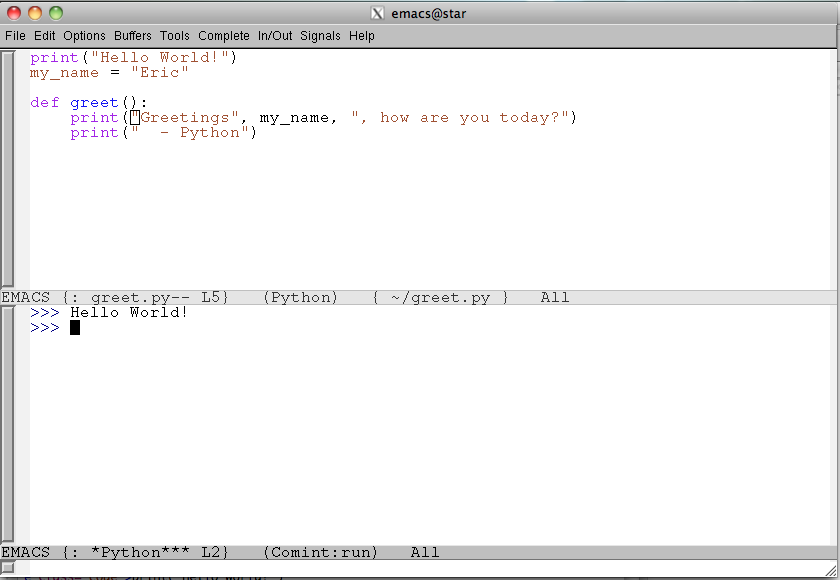 emacs@star
File Edit Options Buffers Tools Complete In/Out Signals Help
print("Hello World!")
my_name = "Eric"
def greet():
    print("Greetings", my_name, ", how are you today?")
    print("  - Python")
EMACS {: greet.py-- L5}   (Python)   { ~/greet.py }   All
>>> Hello World!
>>>
EMACS {: *Python*** L2}   (Comint:run)   All